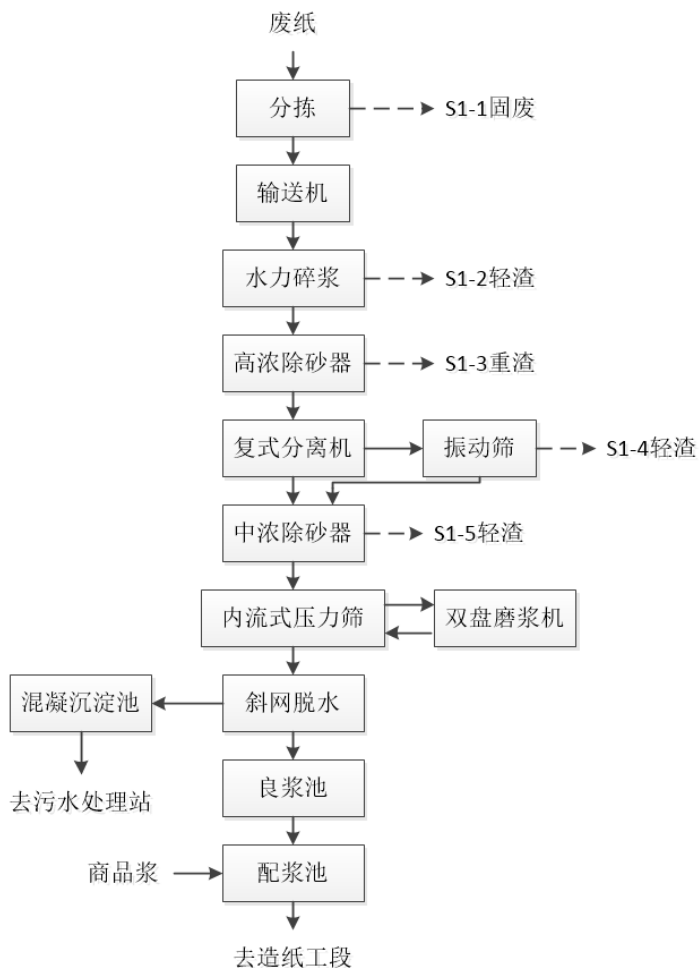 废纸
分拣
S1-1固废
输送机
水力碎浆
S1-2轻渣
高浓除砂器
S1-3重渣
复式分离机
振动筛
S1-4轻渣
中浓除砂器
S1-5轻渣
内流式压力筛
双盘磨浆机
混凝沉淀池
斜网脱水
去污水处理站
良浆池
商品浆
配浆池
去造纸工段